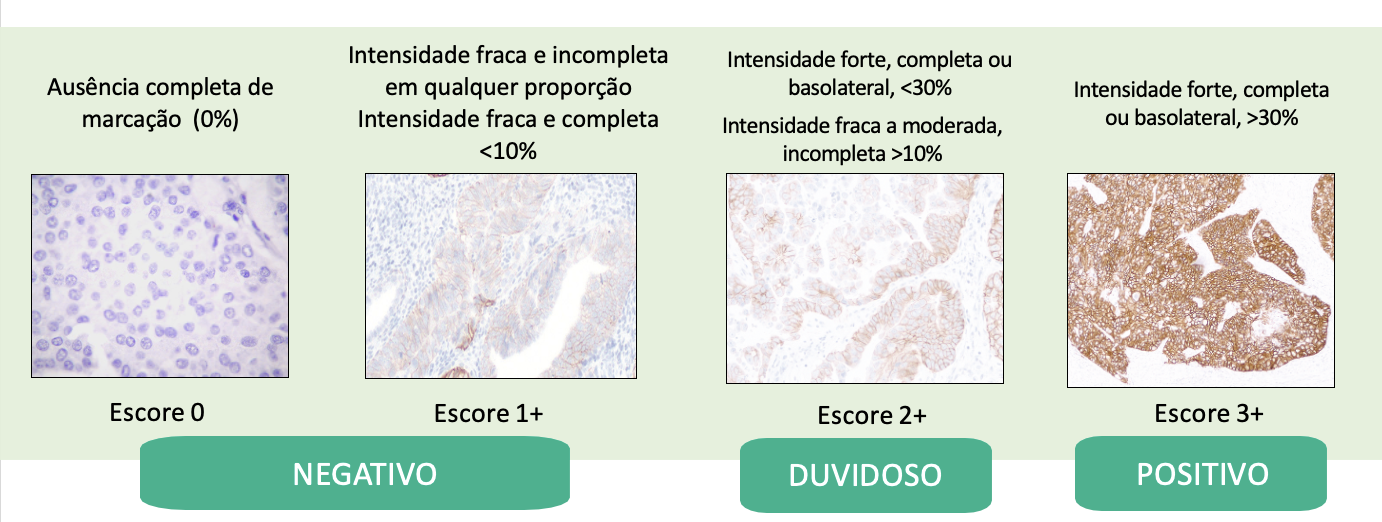 Ausência completa de
marcação (0%)
Intensidade fraca e incompleta
em qualquer proporção
Intensidade fraca e completa
<10%
Intensidade forte, completa ou
basolateral, <30%
Intensidade fraca a moderada,
incompleta >10%
Intensidade forte, completa
ou basolateral, >30%
Escore 0
Escore 1+
Escore 2+
Escore 3+
NEGATIVO
DUVIDOSO
POSITIVO